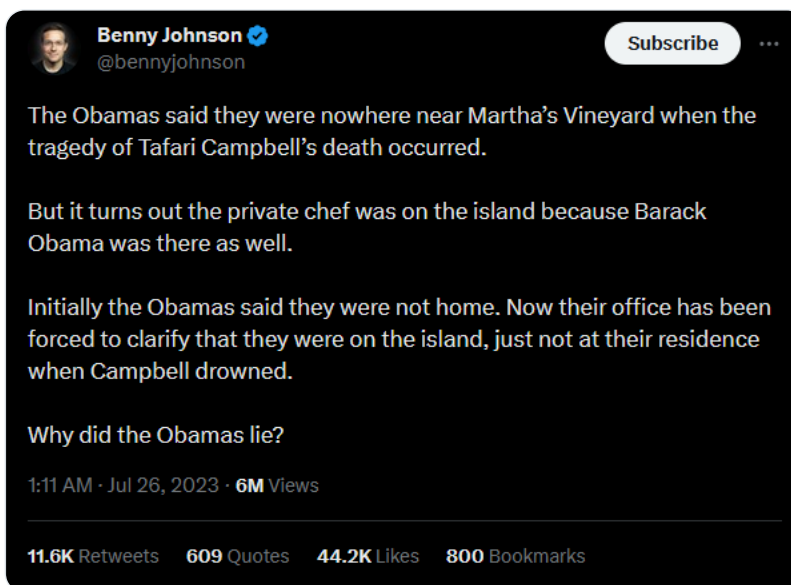 Benny Johnson
@bennyjohnson
Subscribe
The Obamas said they were nowhere near Martha’s Vineyard when the
tragedy of Tafari Campbell’s death occurred.
But it turns out the private chef was on the island because Barack
Obama was there as well.
Initially the Obamas said they were not home. Now their office has been
forced to clarify that they were on the island, just not at their residence
when Campbell drowned.
Why did the Obamas lie?
1:11 AM · Jul 26, 2023 · 6M Views
11.6K Retweets 609 Quotes 44.2K Likes 800 Bookmarks